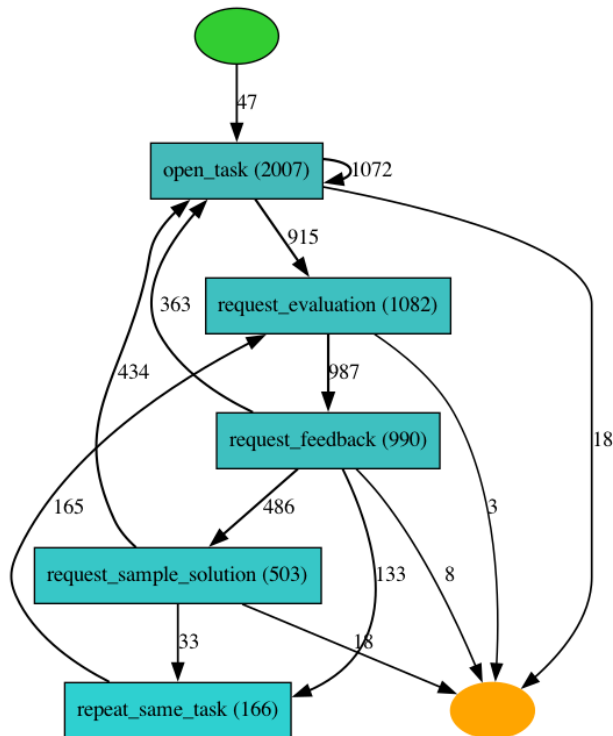 47
open_task (2007)
1072
915
request_evaluation (1082)
363
987
434
request_feedback (990)
18
165
486
3
133
8
request_sample_solution (503)
33
18
repeat_same_task (166)